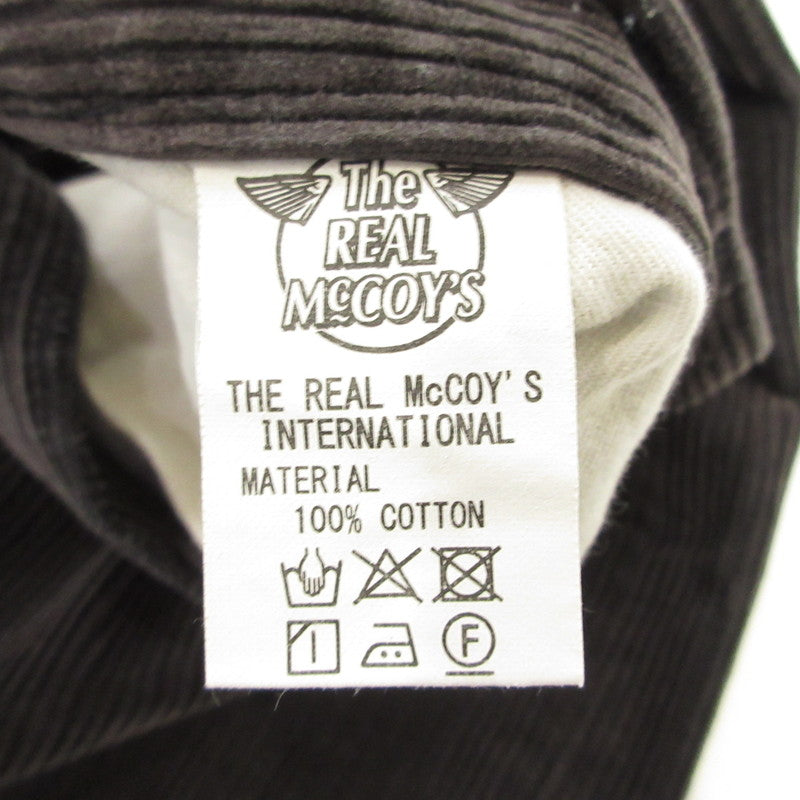 The
REAL
McCOY'S
THE REAL McCOY'S
INTERNATIONAL
MATERIAL
100% COTTON
F